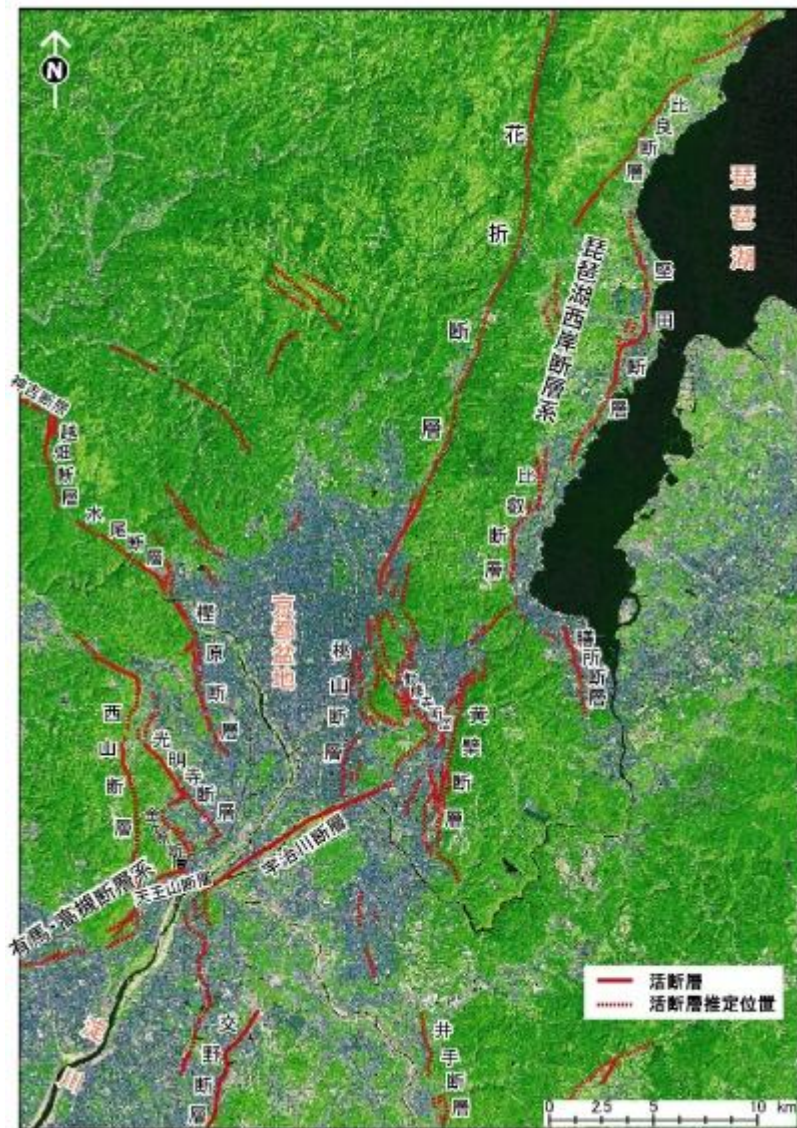 N
花折断層
比良断層
琵琶湖
琵琶湖西岸断層系
堅田断層
神吉断層
越畑断層
水尾断層
比叡断層
樫原断層
京都盆地
桃山断層
膳所断層
黄檗断層
西山断層
光明寺断層
宇治川断層
天王山断層
有馬・高槻断層系
淀川
交野断層
井手断層
活断層
活断層推定位置
0 2.5 5 10 km